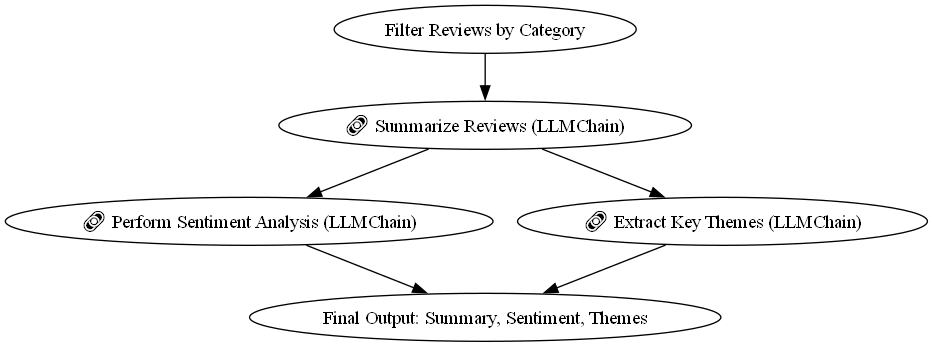 Filter Reviews by Category
🔗 Summarize Reviews (LLMChain)
🔗 Perform Sentiment Analysis (LLMChain)
🔗 Extract Key Themes (LLMChain)
Final Output: Summary, Sentiment, Themes